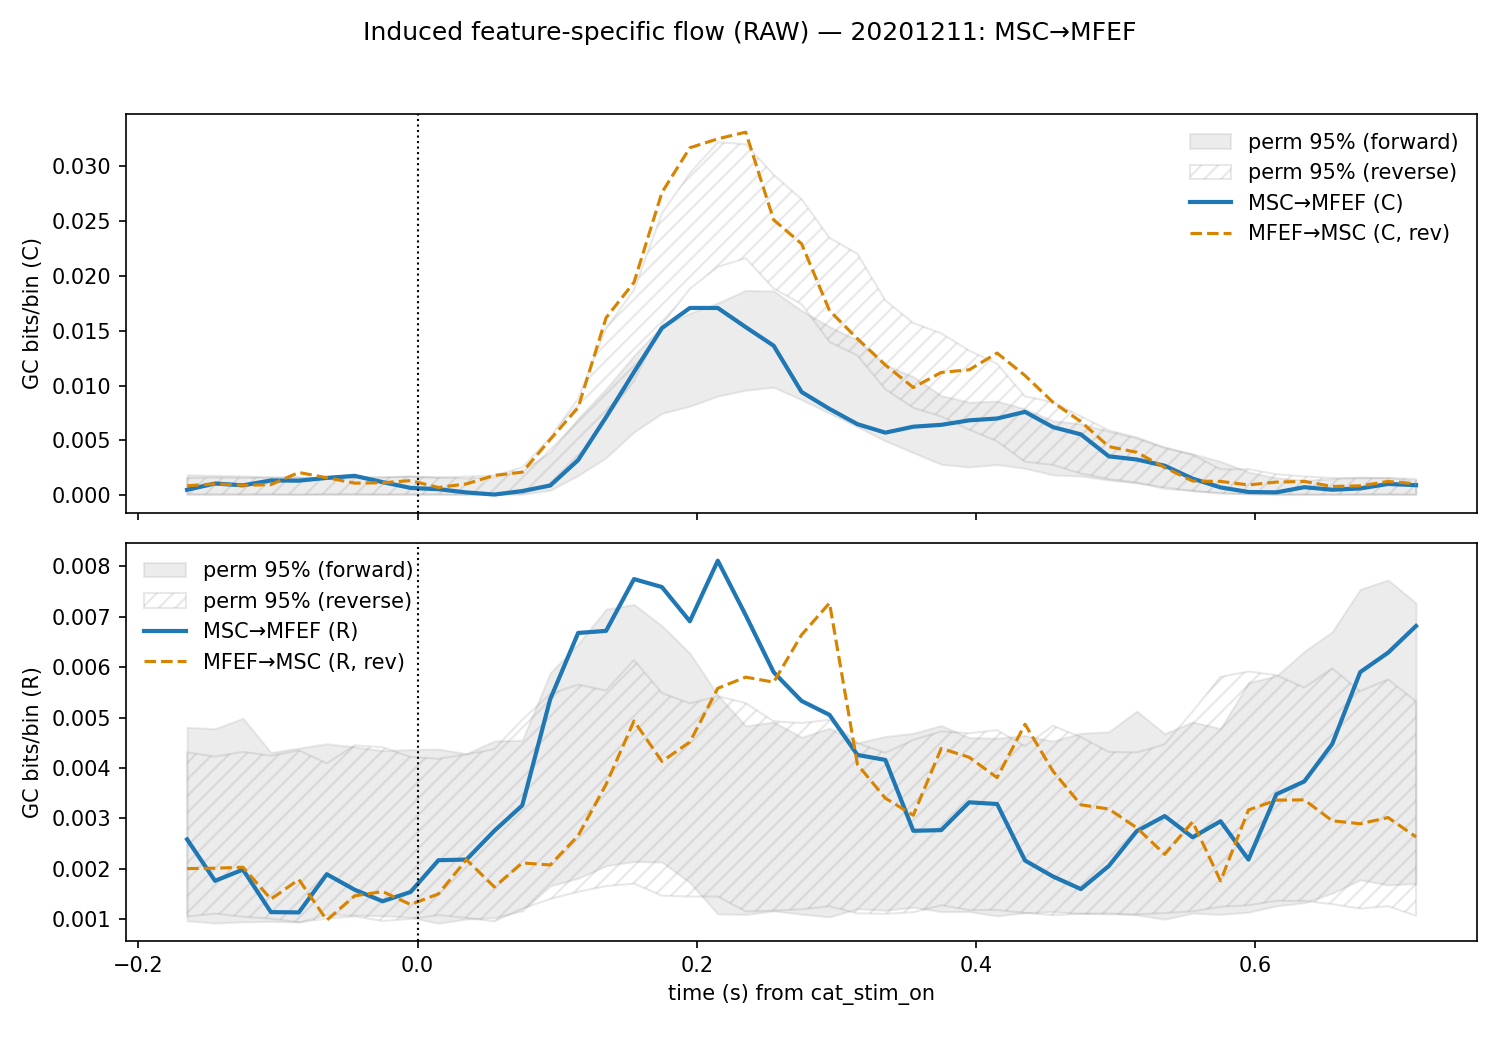 Induced feature-specific flow (RAW) — 20201211: MSC→MFEF
GC bits/bin (C)
0.030
0.025
0.020
0.015
0.010
0.005
0.000
perm 95% (forward)
perm 95% (reverse)
MSC→MFEF (C)
MFEF→MSC (C, rev)
GC bits/bin (R)
0.008
0.007
0.006
0.005
0.004
0.003
0.002
0.001
perm 95% (forward)
perm 95% (reverse)
MSC→MFEF (R)
MFEF→MSC (R, rev)
−0.2 0.0 0.2 0.4 0.6
time (s) from cat_stim_on